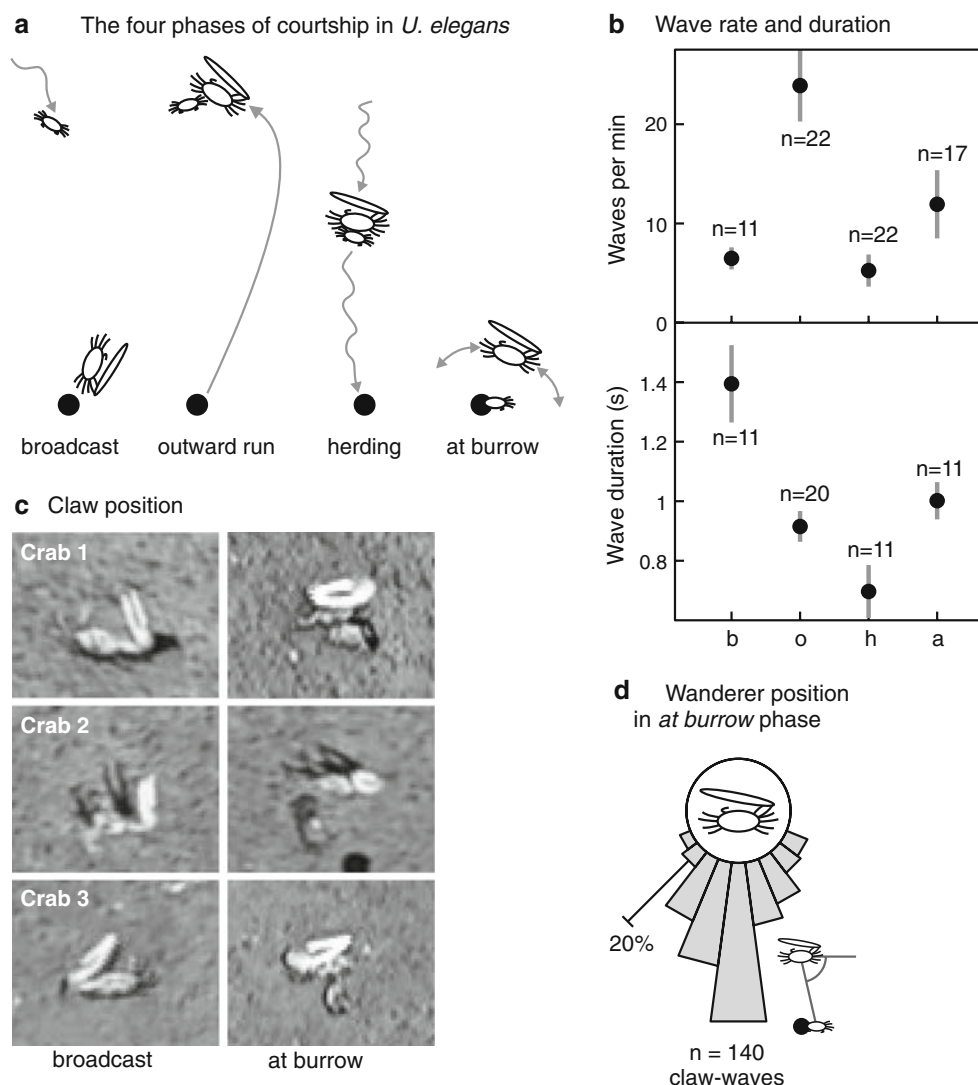 a The four phases of courtship in U. elegans
broadcast outward run herding at burrow
b Wave rate and duration
Waves per min
20
10
0
n=11
n=22
n=22
n=17
Wave duration (s)
1.4
1.2
1
0.8
n=11
n=20
n=11
n=11
b o h a
c Claw position
Crab 1
Crab 2
Crab 3
broadcast at burrow
d Wanderer position
in at burrow phase
20%
n = 140
claw-waves